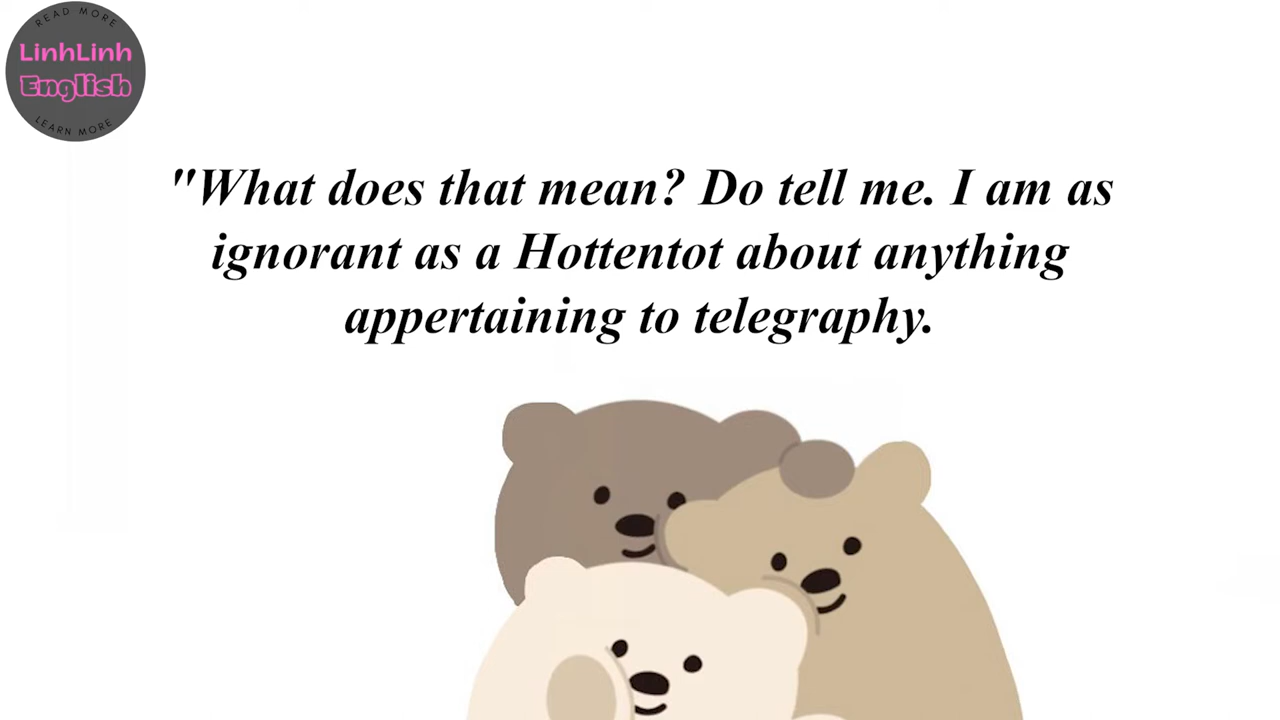 READ MORE
LinhLinh
English
LEARN MORE
"What does that mean? Do tell me. I am as
ignorant as a Hottentot about anything
appertaining to telegraphy.